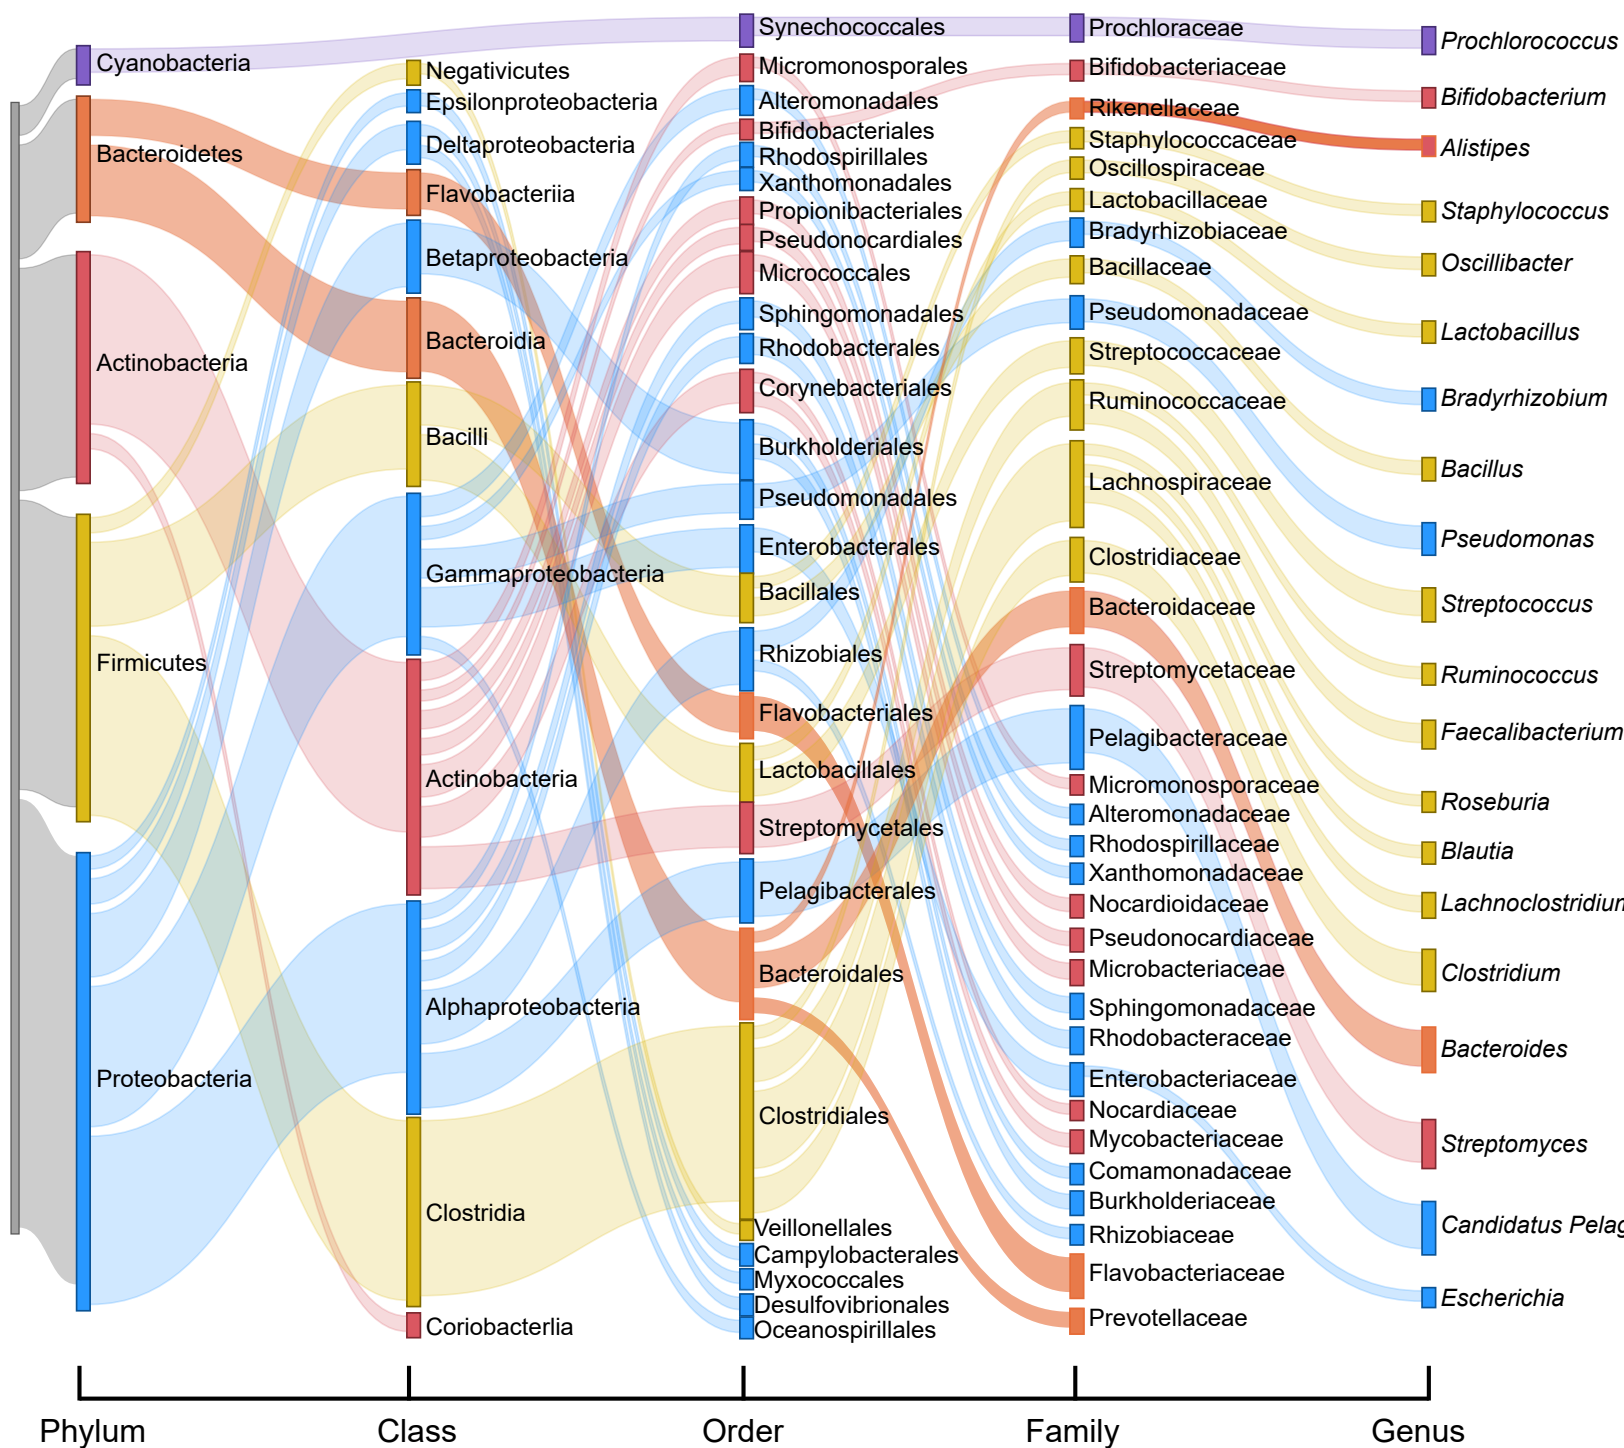 Cyanobacteria
Bacteroidetes
Actinobacteria
Firmicutes
Proteobacteria
Negativicutes
Epsilonproteobacteria
Deltaproteobacteria
Flavobacteriia
Betaproteobacteria
Bacteroidia
Bacilli
Gammaproteobacteria
Actinobacteria
Alphaproteobacteria
Clostridia
Coriobacterlia
Synechococcales
Micromonosporales
Alteromonadales
Bifidobacteriales
Rhodospirillales
Xanthomonadales
Propionibacteriales
Pseudonocardiales
Micrococcales
Sphingomonadales
Rhodobacterales
Corynebacteriales
Burkholderiales
Pseudomonadales
Enterobacterales
Bacillales
Rhizobiales
Flavobacteriales
Lactobacillales
Streptomycetales
Pelagibacterales
Bacteroidales
Clostridiales
Veillonellales
Campylobacterales
Myxococcales
Desulfovibrionales
Oceanospirillales
Prochloraceae
Bifidobacteriaceae
Rikenellaceae
Staphylococcaceae
Oscillospiraceae
Lactobacillaceae
Bradyrhizobiaceae
Bacillaceae
Pseudomonadaceae
Streptococcaceae
Ruminococcaceae
Lachnospiraceae
Clostridiaceae
Bacteroidaceae
Streptomycetaceae
Pelagibacteraceae
Micromonosporaceae
Alteromonadaceae
Rhodospirillaceae
Xanthomonadaceae
Nocardioidaceae
Pseudonocardiaceae
Microbacteriaceae
Sphingomonadaceae
Rhodobacteraceae
Enterobacteriaceae
Nocardiaceae
Mycobacteriaceae
Comamonadaceae
Burkholderiaceae
Rhizobiaceae
Flavobacteriaceae
Prevotellaceae
Prochlorococcus
Bifidobacterium
Alistipes
Staphylococcus
Oscillibacter
Lactobacillus
Bradyrhizobium
Bacillus
Pseudomonas
Streptococcus
Ruminococcus
Faecalibacterium
Roseburia
Blautia
Lachnoclostridium
Clostridium
Bacteroides
Streptomyces
Candidatus Pelag
Escherichia
Phylum
Class
Order
Family
Genus